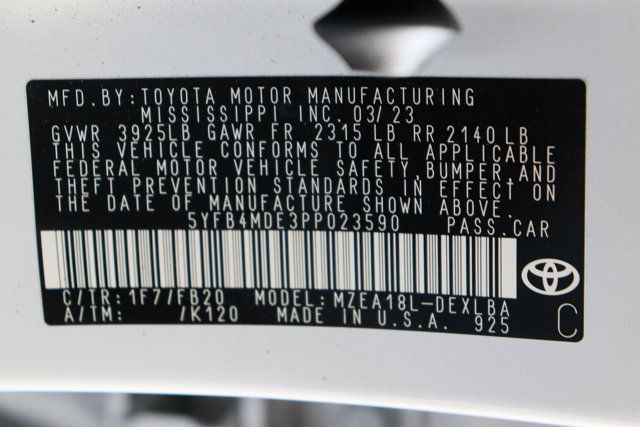 MFD. BY: TOYOTA MOTOR MANUFACTURING
MISSISSIPPI INC. 03/23
GVWR 3925LB GAWR FR 2315 LB RR 2140 LB
THIS VEHICLE CONFORMS TO ALL APPLICABLE
FEDERAL MOTOR VEHICLE SAFETY, BUMPER, AND
THEFT PREVENTION STANDARDS IN EFFECT ON
THE DATE OF MANUFACTURE SHOWN ABOVE.
5YFB4MDE3PP023590 PASS. CAR
C/TR: 1F7/FB20 MODEL: MZEA18L-DEXLBA
A/TM: /K120 MADE IN U.S.A. 925
C